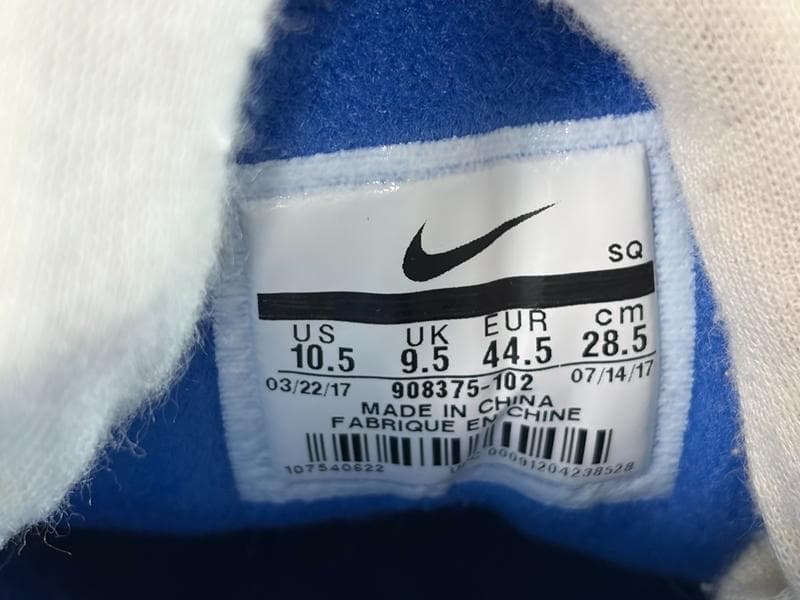 SQ
US UK EUR cm
10.5 9.5 44.5 28.5
03/22/17 908375-102 07/14/17
MADE IN CHINA
FABRIQUE EN CHINE
107540622 00091204238528